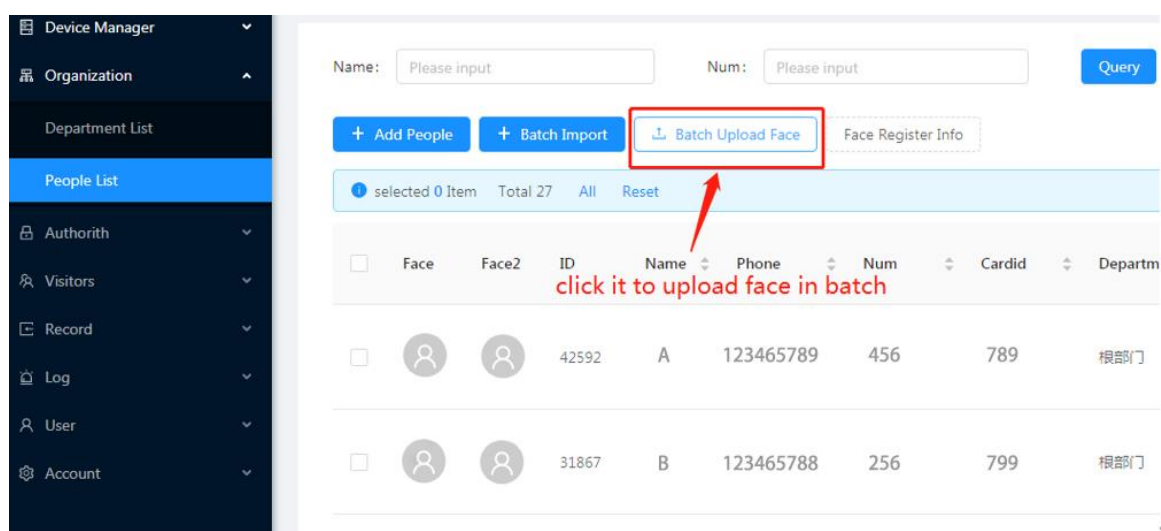 Device Manager
Organization
Department List
People List
Authorith
Visitors
Record
Log
User
Account
Name: Please input Num: Please input Query
+ Add People + Batch Import Batch Upload Face Face Register Info
selected 0 Item Total 27 All Reset
Face Face2 ID Name Phone Num Cardid Departm
click it to upload face in batch
42592 A 123465789 456 789 根部门
31867 B 123465788 256 799 根部门